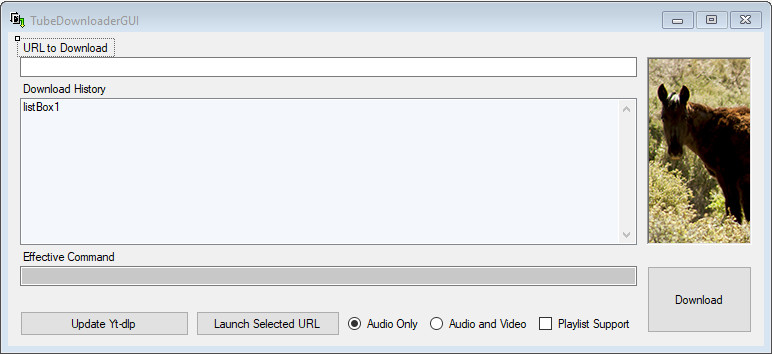 TubeDownloaderGUI
URL to Download
Download History
listBox1
Effective Command
Update Yt-dlp
Launch Selected URL
Audio Only
Audio and Video
Playlist Support
Download